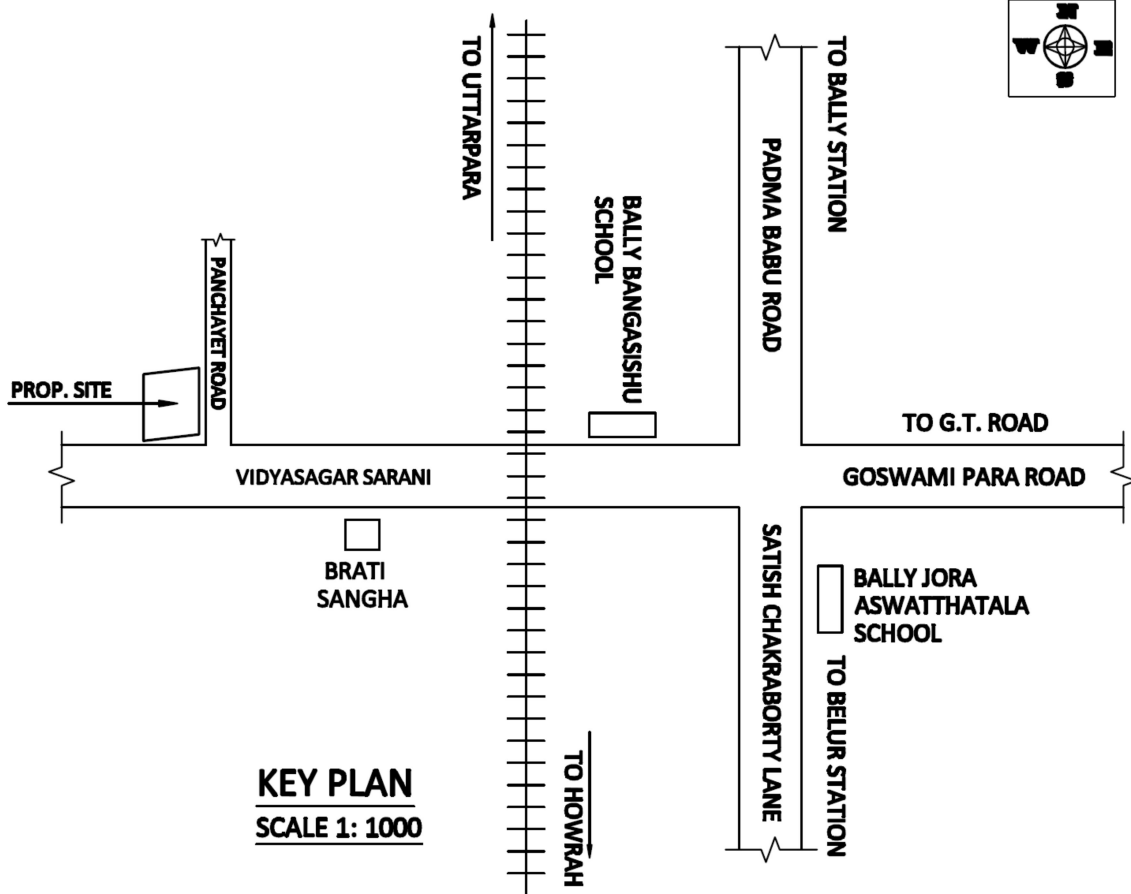 N
W
E
S
TO UTTARPARA
TO BALLY STATION
PADMA BABU ROAD
BALLY BANGASISHU
SCHOOL
PANCHAYET ROAD
PROP. SITE
TO G.T. ROAD
VIDYASAGAR SARANI
GOSWAMI PARA ROAD
BRATI
SANGHA
SATISH CHAKRABORTY LANE
BALLY JORA
ASWATTHATALA
SCHOOL
TO BELUR STATION
TO HOWRAH
KEY PLAN
SCALE 1: 1000